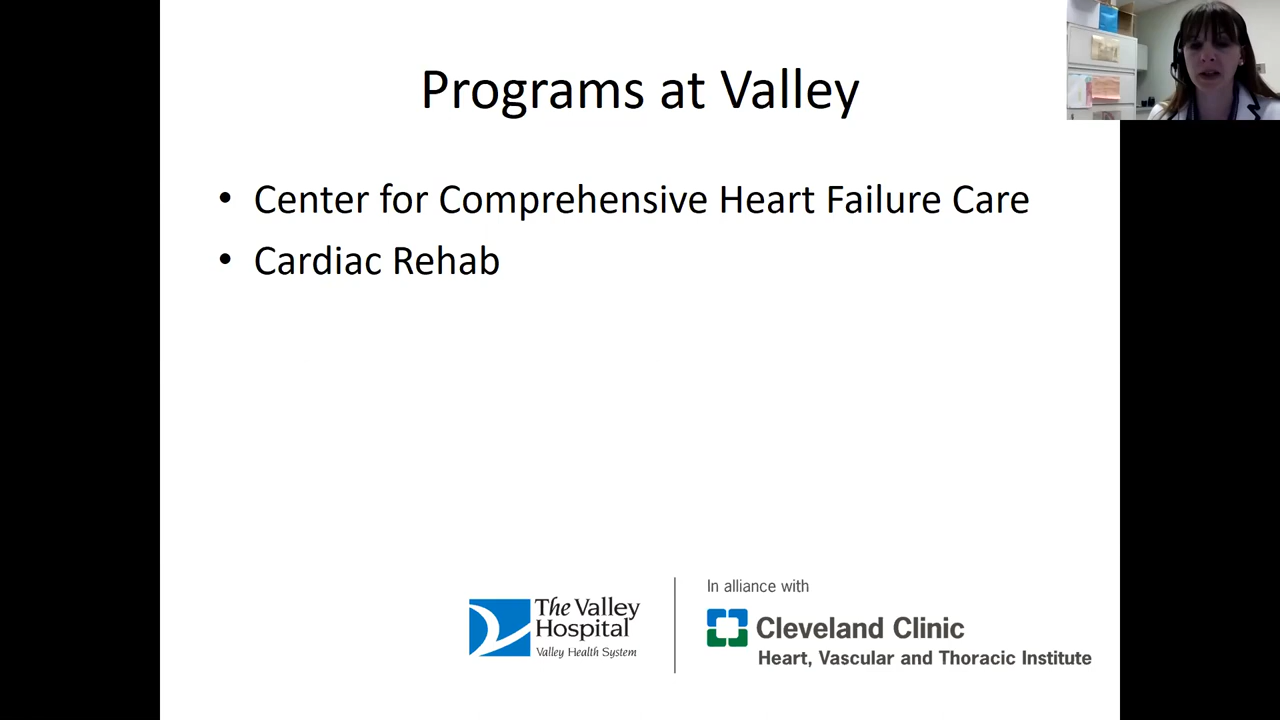 Programs at Valley
• Center for Comprehensive Heart Failure Care
• Cardiac Rehab
In alliance with
The Valley
Hospital
Valley Health System
Cleveland Clinic
Heart, Vascular and Thoracic Institute